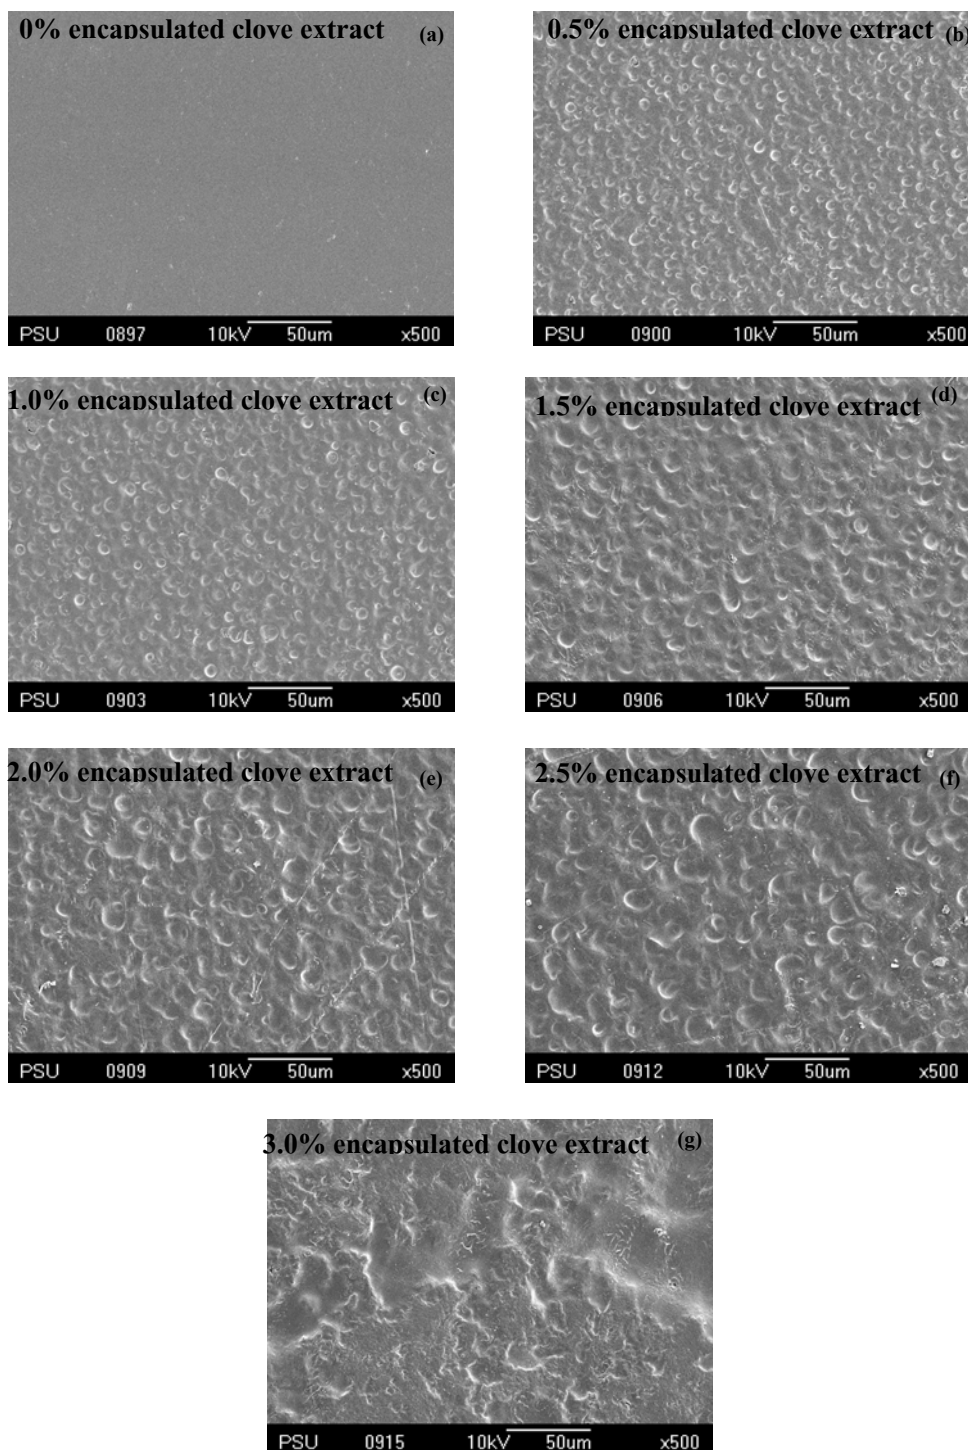 0% encapsulated clove extract (a)
0.5% encapsulated clove extract (b)
PSU 0897 10kV 50um x500
PSU 0900 10kV 50um x500
1.0% encapsulated clove extract (c)
1.5% encapsulated clove extract (d)
PSU 0903 10kV 50um x500
PSU 0906 10kV 50um x500
2.0% encapsulated clove extract (e)
2.5% encapsulated clove extract (f)
PSU 0909 10kV 50um x500
PSU 0912 10kV 50um x500
3.0% encapsulated clove extract (g)
PSU 0915 10kV 50um x500